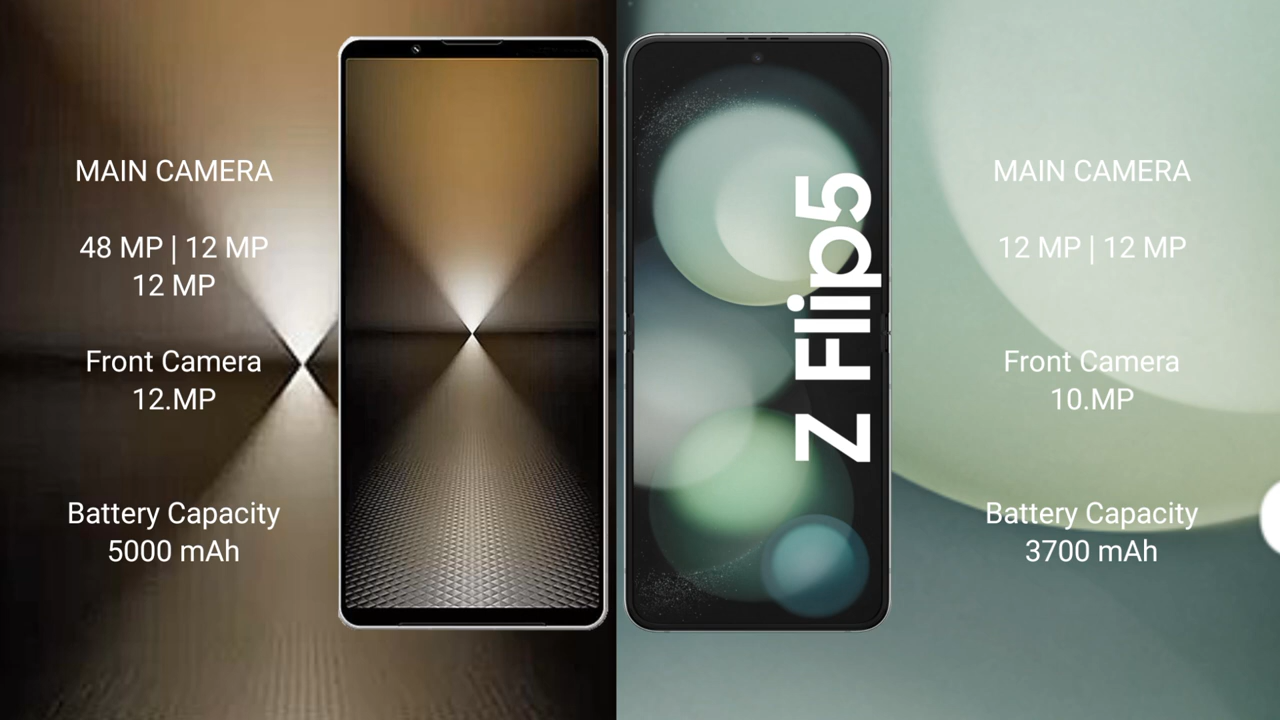 MAIN CAMERA
48 MP | 12 MP
12 MP
Front Camera
12.MP
Battery Capacity
5000 mAh
Z Flip5
MAIN CAMERA
12 MP | 12 MP
Front Camera
10.MP
Battery Capacity
3700 mAh